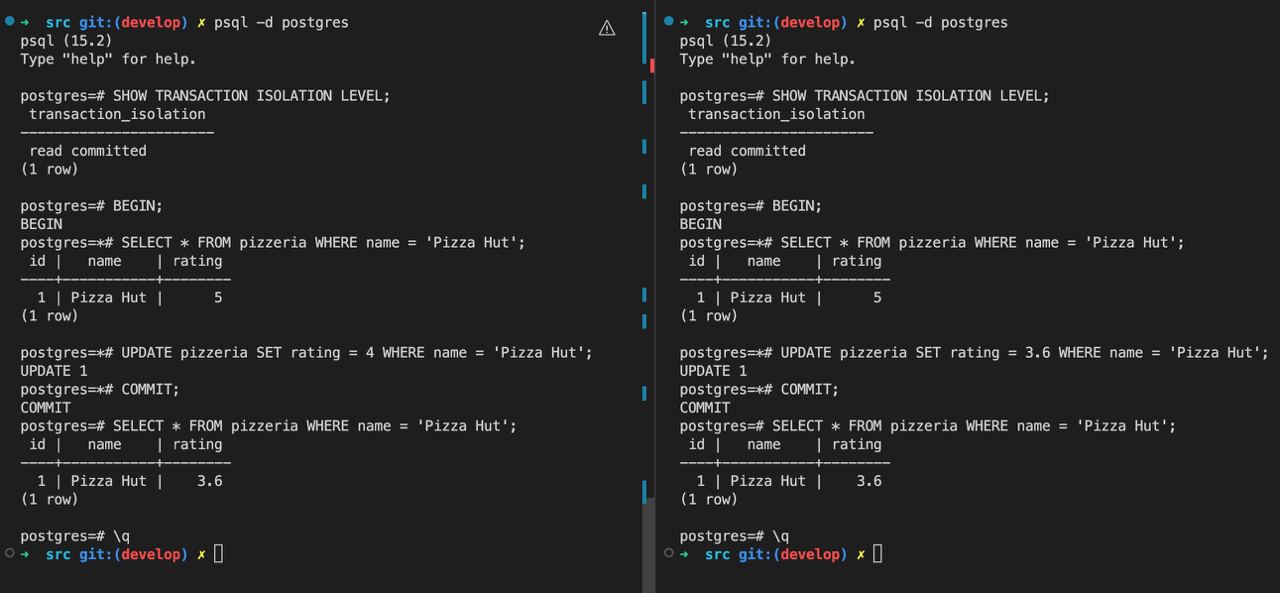 ➜ src git:(develop) ✗ psql -d postgres
psql (15.2)
Type "help" for help.

postgres=# SHOW TRANSACTION ISOLATION LEVEL;
 transaction_isolation
-----------------------
 read committed
(1 row)

postgres=# BEGIN;
BEGIN
postgres=*# SELECT * FROM pizzeria WHERE name = 'Pizza Hut';
 id |   name    | rating
----+-----------+--------
  1 | Pizza Hut |      5
(1 row)

postgres=*# UPDATE pizzeria SET rating = 4 WHERE name = 'Pizza Hut';
UPDATE 1
postgres=*# COMMIT;
COMMIT
postgres=# SELECT * FROM pizzeria WHERE name = 'Pizza Hut';
 id |   name    | rating
----+-----------+--------
  1 | Pizza Hut |    3.6
(1 row)

postgres=# \q
➜ src git:(develop) ✗
➜ src git:(develop) ✗ psql -d postgres
psql (15.2)
Type "help" for help.

postgres=# SHOW TRANSACTION ISOLATION LEVEL;
 transaction_isolation
-----------------------
 read committed
(1 row)

postgres=# BEGIN;
BEGIN
postgres=*# SELECT * FROM pizzeria WHERE name = 'Pizza Hut';
 id |   name    | rating
----+-----------+--------
  1 | Pizza Hut |      5
(1 row)

postgres=*# UPDATE pizzeria SET rating = 3.6 WHERE name = 'Pizza Hut';
UPDATE 1
postgres=*# COMMIT;
COMMIT
postgres=# SELECT * FROM pizzeria WHERE name = 'Pizza Hut';
 id |   name    | rating
----+-----------+--------
  1 | Pizza Hut |    3.6
(1 row)

postgres=# \q
➜ src git:(develop) ✗